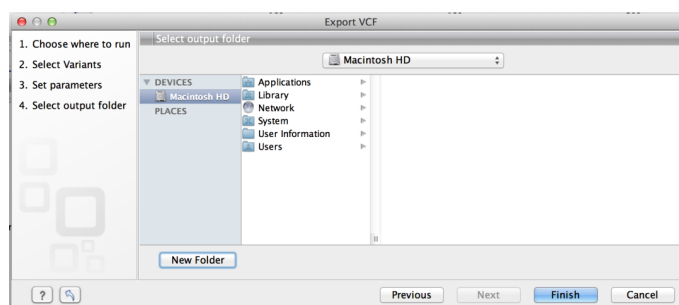 Export VCF
1. Choose where to run
2. Select Variants
3. Set parameters
4. Select output folder
Select output folder
Macintosh HD
DEVICES
Macintosh HD
PLACES
Applications
Library
Network
System
User Information
Users
New Folder
?
Previous
Next
Finish
Cancel